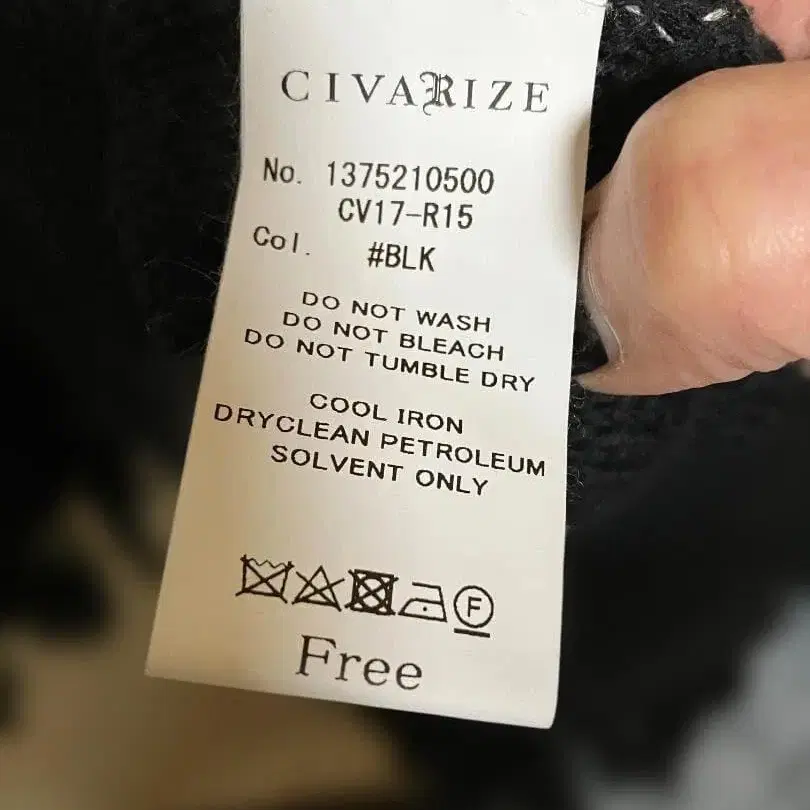 CIVARIZE
No. 1375210500
CV17-R15
Col. #BLK
DO NOT WASH
DO NOT BLEACH
DO NOT TUMBLE DRY
COOL IRON
DRYCLEAN PETROLEUM
SOLVENT ONLY
F
Free